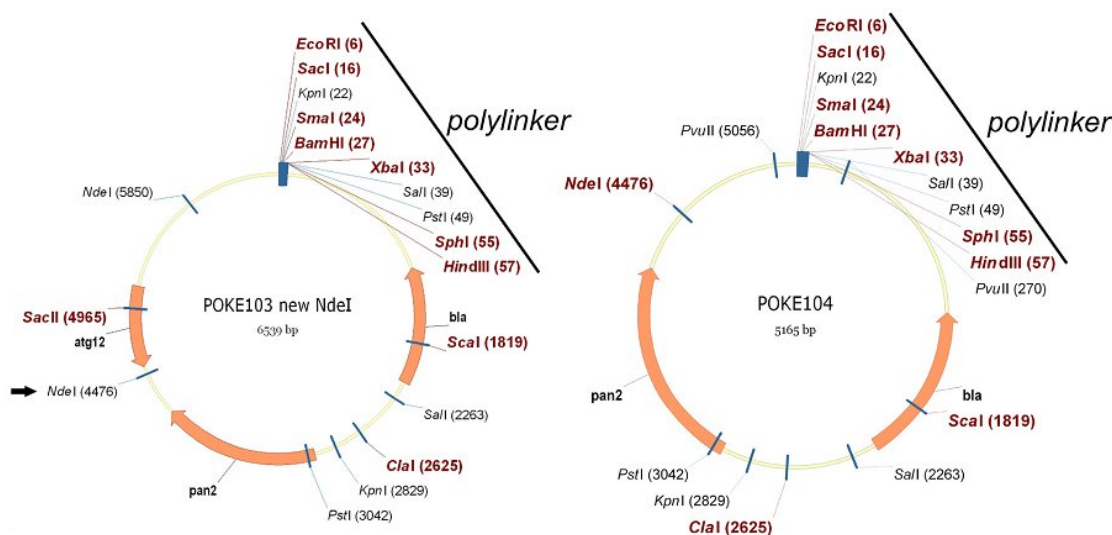 EcoRI (6)
SacI (16)
KpnI (22)
SmaI (24)
BamHI (27)
polylinker
XbaI (33)
SalI (39)
PstI (49)
SphI (55)
HindIII (57)
NdeI (5850)
SacII (4965)
atg12
NdeI (4476)
POKE103 new NdeI
6539 bp
bla
ScaI (1819)
SalI (2263)
ClaI (2625)
KpnI (2829)
PstI (3042)
pan2
EcoRI (6)
SacI (16)
KpnI (22)
SmaI (24)
BamHI (27)
polylinker
XbaI (33)
SalI (39)
PstI (49)
SphI (55)
HindIII (57)
PvuII (270)
PvuII (5056)
NdeI (4476)
POKE104
5165 bp
pan2
bla
ScaI (1819)
SalI (2263)
PstI (3042)
KpnI (2829)
ClaI (2625)